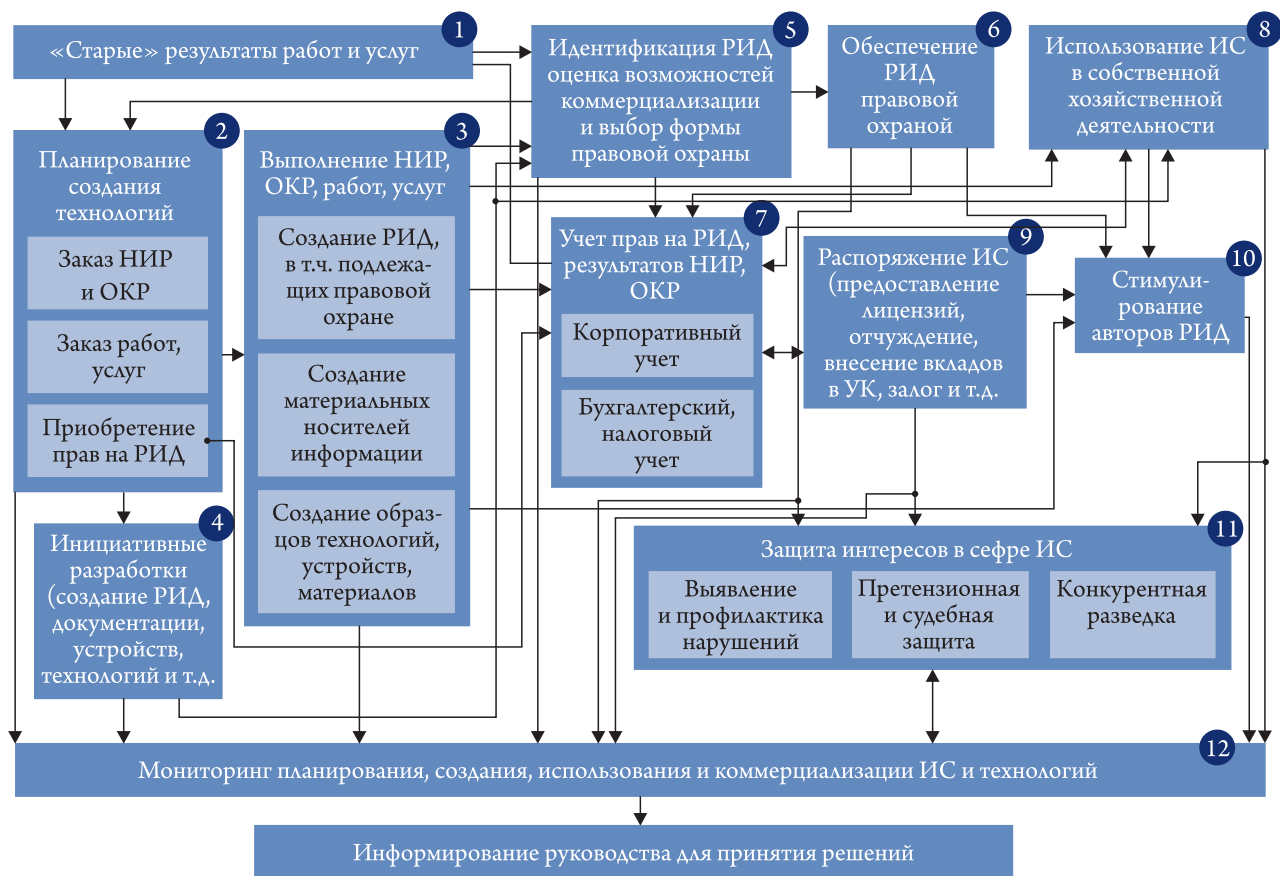 1
«Старые» результаты работ и услуг
2
Планирование
создания
технологий
Заказ НИР
и ОКР
Заказ работ,
услуг
Приобретение
прав на РИД
3
Выполнение НИР,
ОКР, работ, услуг
Создание РИД,
в т.ч. подлежа-
щих правовой
охране
Создание
материальных
носителей
информации
Создание образ-
цов технологий,
устройств,
материалов
4
Инициативные
разработки
(создание РИД,
документации,
устройств,
технологий и т.д.
5
Идентификация РИД
оценка возможностей
коммерциализации
и выбор формы
правовой охраны
6
Обеспечение
РИД
правовой
охраной
7
Учет прав на РИД,
результатов НИР,
ОКР
Корпоративный
учет
Бухгалтерский,
налоговый
учет
8
Использование ИС
в собственной
хозяйственной
деятельности
9
Распоряжение ИС
(предоставление
лицензий,
отчуждение,
внесение вкладов
в УК, залог и т.д.
10
Стимули-
рование
авторов РИД
11
Защита интересов в сефре ИС
Выявление
и профилактика
нарушений
Претензионная
и судебная
защита
Конкурентная
разведка
12
Мониторинг планирования, создания, использования и коммерциализации ИС и технологий
Информирование руководства для принятия решений